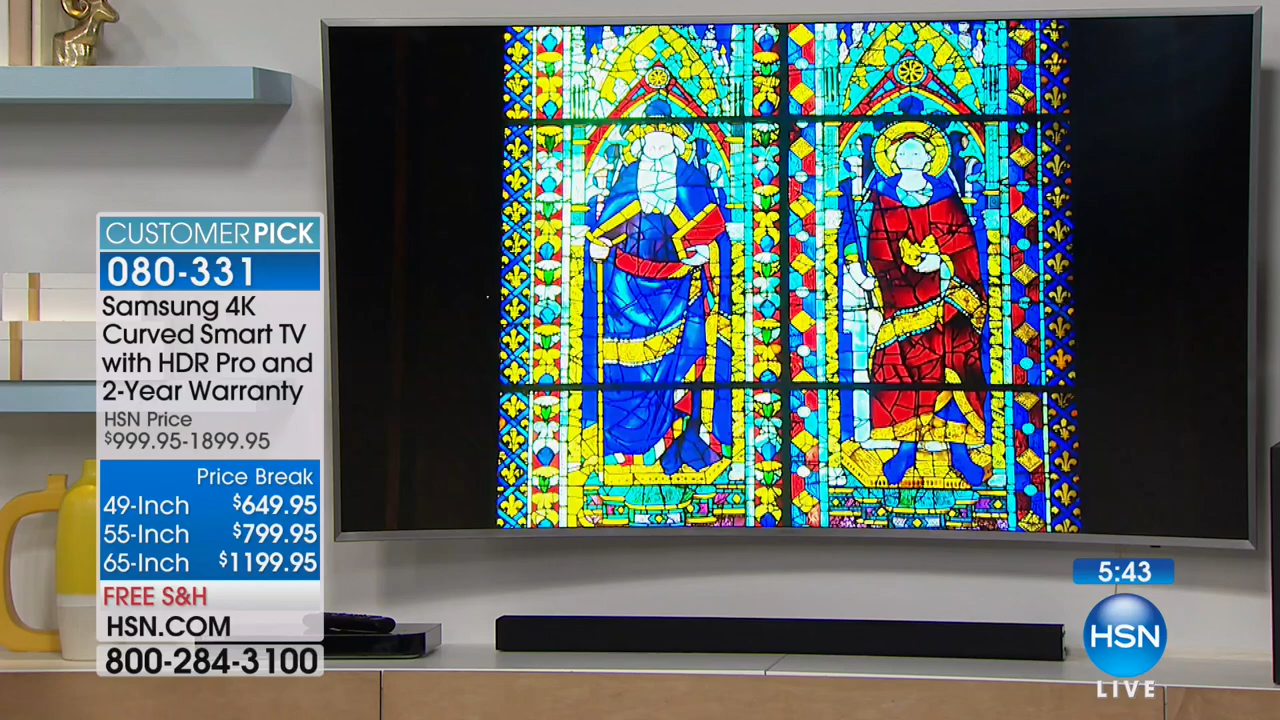 CUSTOMER PICK
080-331
Samsung 4K
Curved Smart TV
with HDR Pro and
2-Year Warranty
HSN Price
$999.95-1899.95
Price Break
49-Inch $649.95
55-Inch $799.95
65-Inch $1199.95
FREE S&H
HSN.COM
800-284-3100
5:43
HSN
LIVE